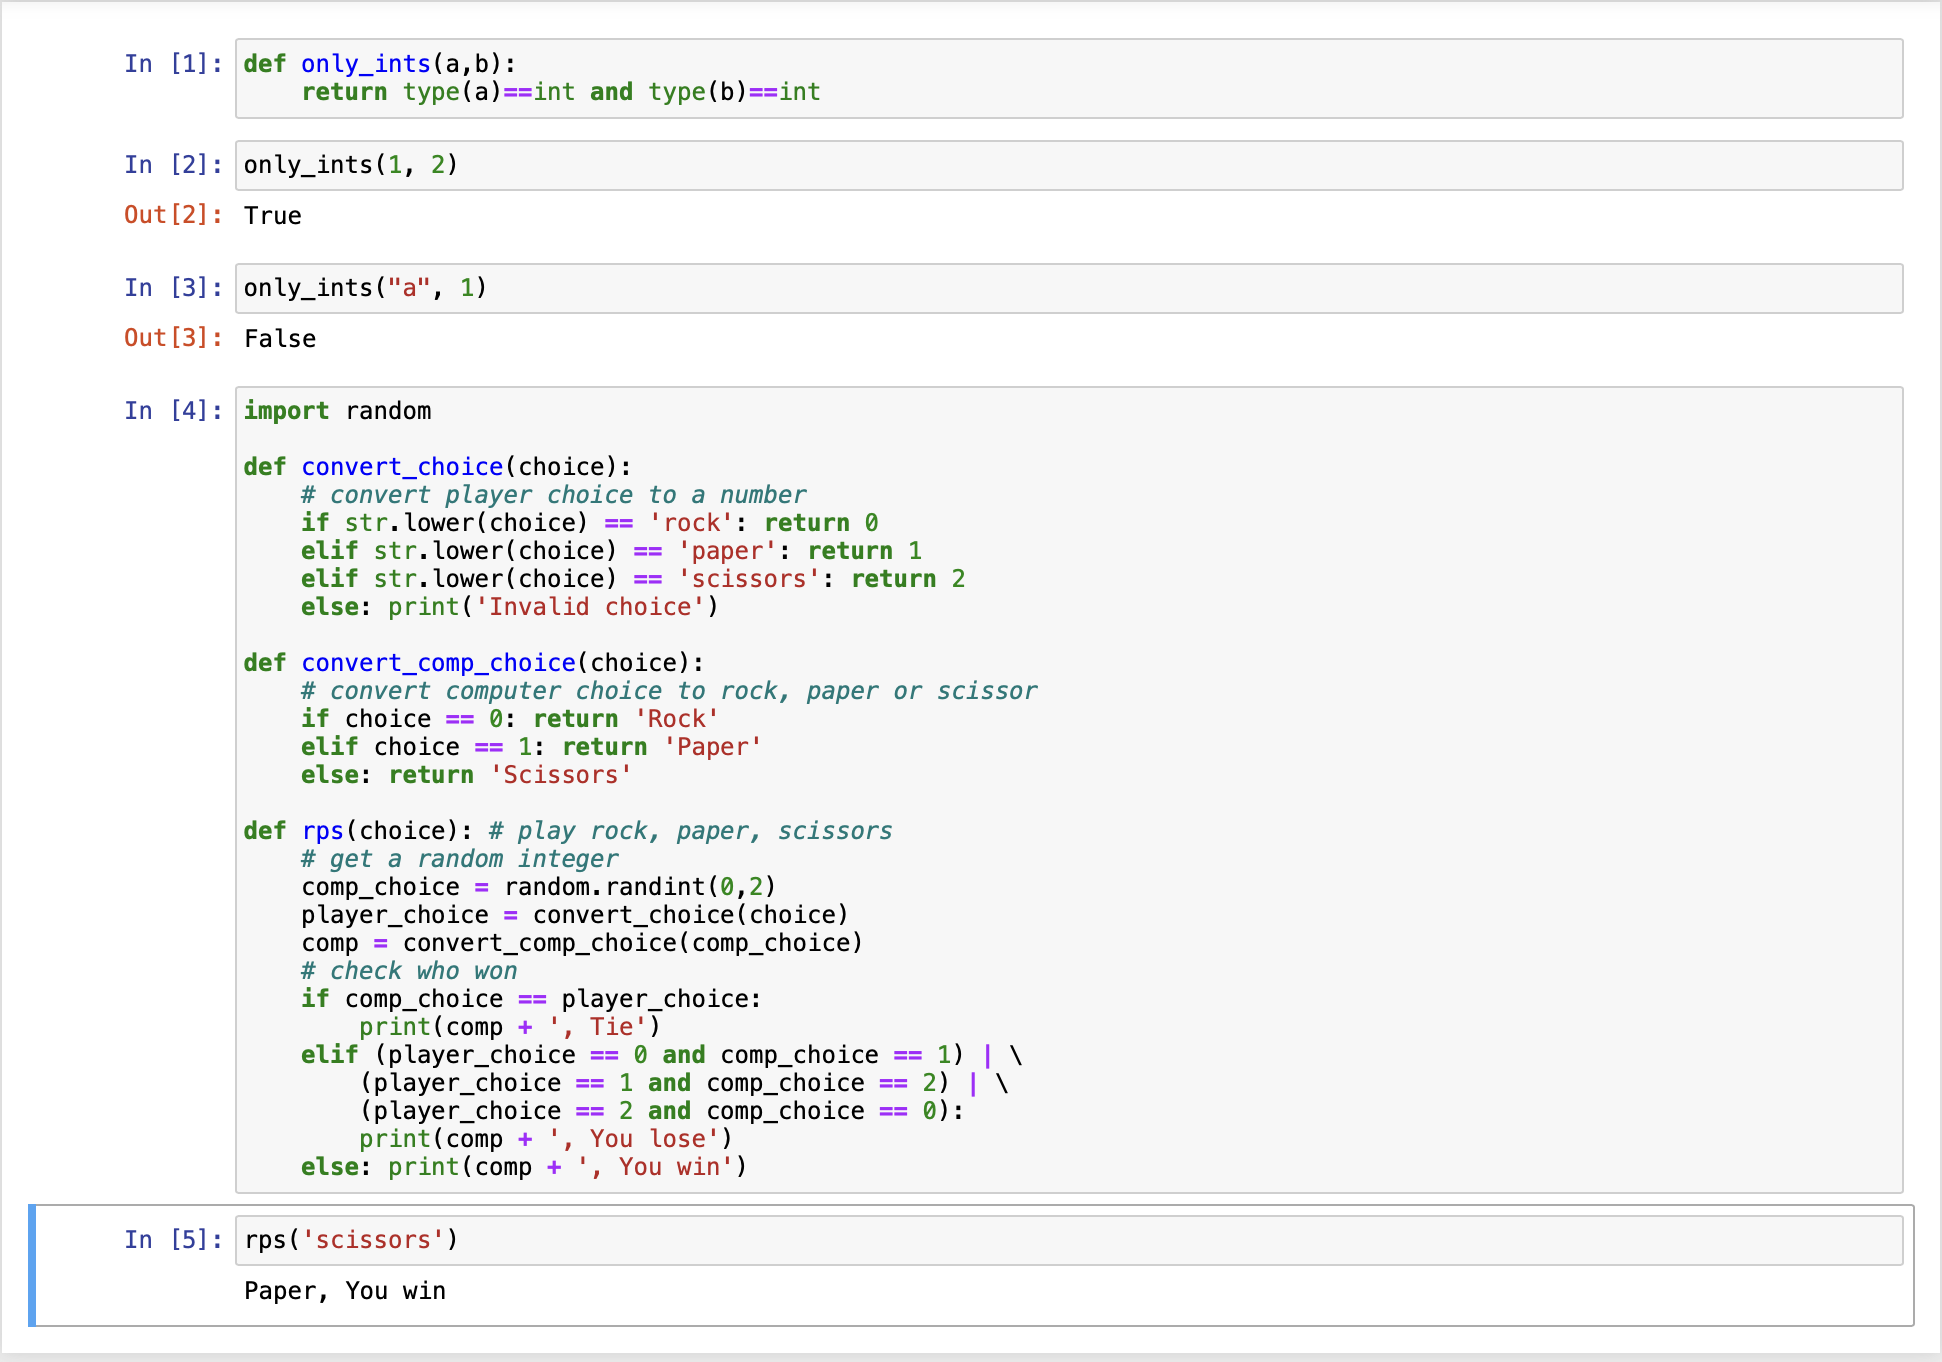 In [1]: def only_ints(a,b):
    return type(a)==int and type(b)==int
In [2]: only_ints(1, 2)
Out[2]: True
In [3]: only_ints("a", 1)
Out[3]: False
In [4]: import random
def convert_choice(choice):
    # convert player choice to a number
    if str.lower(choice) == 'rock': return 0
    elif str.lower(choice) == 'paper': return 1
    elif str.lower(choice) == 'scissors': return 2
    else: print('Invalid choice')
def convert_comp_choice(choice):
    # convert computer choice to rock, paper or scissor
    if choice == 0: return 'Rock'
    elif choice == 1: return 'Paper'
    else: return 'Scissors'
def rps(choice): # play rock, paper, scissors
    # get a random integer
    comp_choice = random.randint(0,2)
    player_choice = convert_choice(choice)
    comp = convert_comp_choice(comp_choice)
    # check who won
    if comp_choice == player_choice:
        print(comp + ', Tie')
    elif (player_choice == 0 and comp_choice == 1) | \
        (player_choice == 1 and comp_choice == 2) | \
        (player_choice == 2 and comp_choice == 0):
        print(comp + ', You lose')
    else: print(comp + ', You win')
In [5]: rps('scissors')
Paper, You win